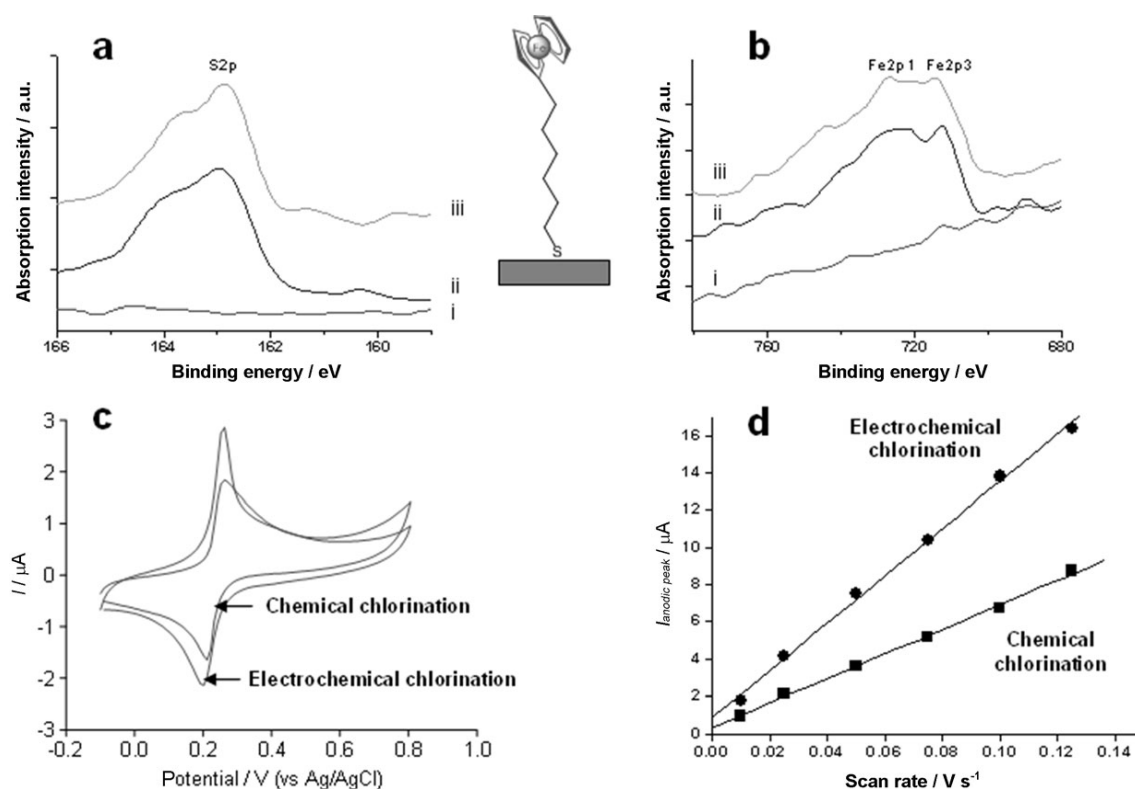 a
S2p
Absorption intensity / a.u.
iii
ii
i
166
164
162
160
Binding energy / eV
Fe
S
b
Fe2p 1 Fe2p3
Absorption intensity / a.u.
iii
ii
i
760
720
680
Binding energy / eV
c
3
2
1
0
-1
-2
-3
I / µA
Chemical chlorination
Electrochemical chlorination
-0.2
0.0
0.2
0.4
0.6
0.8
1.0
Potential / V (vs Ag/AgCl)
d
16
14
12
10
8
6
4
2
0
I anodic peak / µA
Electrochemical
chlorination
Chemical
chlorination
0.00
0.02
0.04
0.06
0.08
0.10
0.12
0.14
Scan rate / V s⁻¹